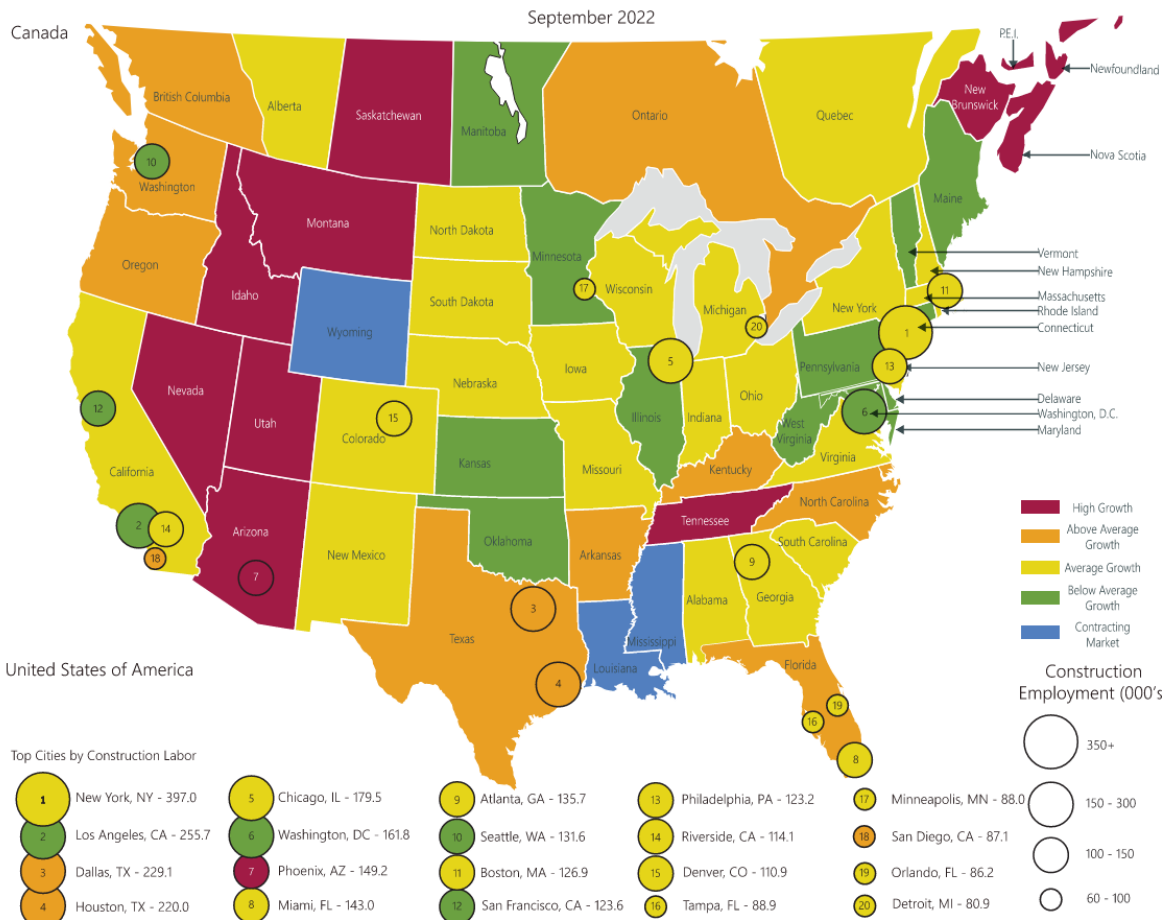 September 2022
Canada
P.E.I.
Newfoundland
British Columbia
Alberta
Saskatchewan
Manitoba
Ontario
Quebec
New
Brunswick
Nova Scotia
10
Washington
Montana
North Dakota
Minnesota
Maine
Oregon
Idaho
Wyoming
South Dakota
17
Wisconsin
Michigan
20
New York
Vermont
New Hampshire
11
Massachusetts
Rhode Island
1
Connecticut
Nevada
Utah
Nebraska
Iowa
5
Pennsylvania
13
New Jersey
12
15
Colorado
Kansas
Illinois
Indiana
Ohio
West
Virginia
6
Delaware
Washington, D.C.
Maryland
California
Missouri
Kentucky
Virginia
2
14
18
Arizona
7
New Mexico
Oklahoma
Arkansas
Tennessee
North Carolina
South Carolina
9
Alabama
Georgia
3
Texas
4
Mississippi
Louisiana
Florida
19
16
8
High Growth
Above Average
Growth
Average Growth
Below Average
Growth
Contracting
Market
United States of America
Construction
Employment (000's
350+
150 - 300
100 - 150
60 - 100
Top Cities by Construction Labor
1 New York, NY - 397.0
2 Los Angeles, CA - 255.7
3 Dallas, TX - 229.1
4 Houston, TX - 220.0
5 Chicago, IL - 179.5
6 Washington, DC - 161.8
7 Phoenix, AZ - 149.2
8 Miami, FL - 143.0
9 Atlanta, GA - 135.7
10 Seattle, WA - 131.6
11 Boston, MA - 126.9
12 San Francisco, CA - 123.6
13 Philadelphia, PA - 123.2
14 Riverside, CA - 114.1
15 Denver, CO - 110.9
16 Tampa, FL - 88.9
17 Minneapolis, MN - 88.0
18 San Diego, CA - 87.1
19 Orlando, FL - 86.2
20 Detroit, MI - 80.9